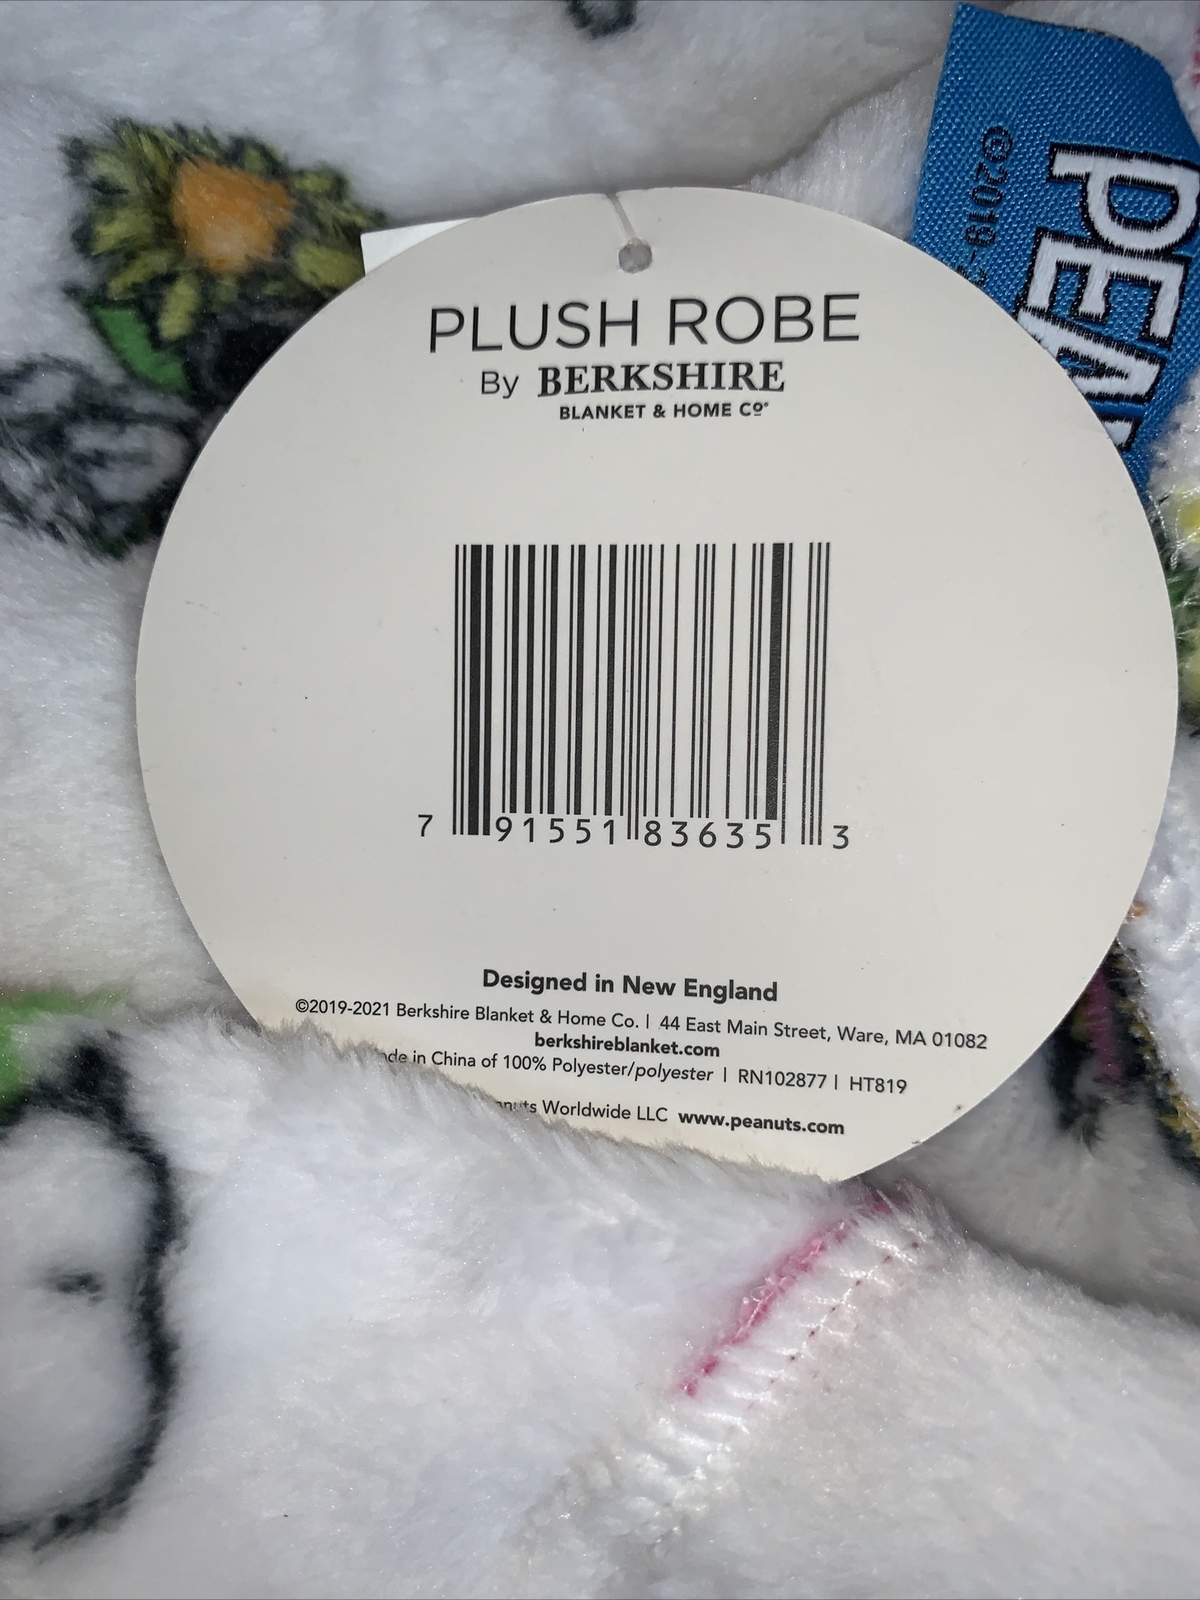 PLUSH ROBE
By BERKSHIRE
BLANKET & HOME Cº®
7 91551 83635 3
Designed in New England
©2019-2021 Berkshire Blanket & Home Co. | 44 East Main Street, Ware, MA 01082
berkshireblanket.com
in China of 100% Polyester/polyester | RN102877 | HT819
Worldwide LLC www.peanuts.com
©2019-
PEA